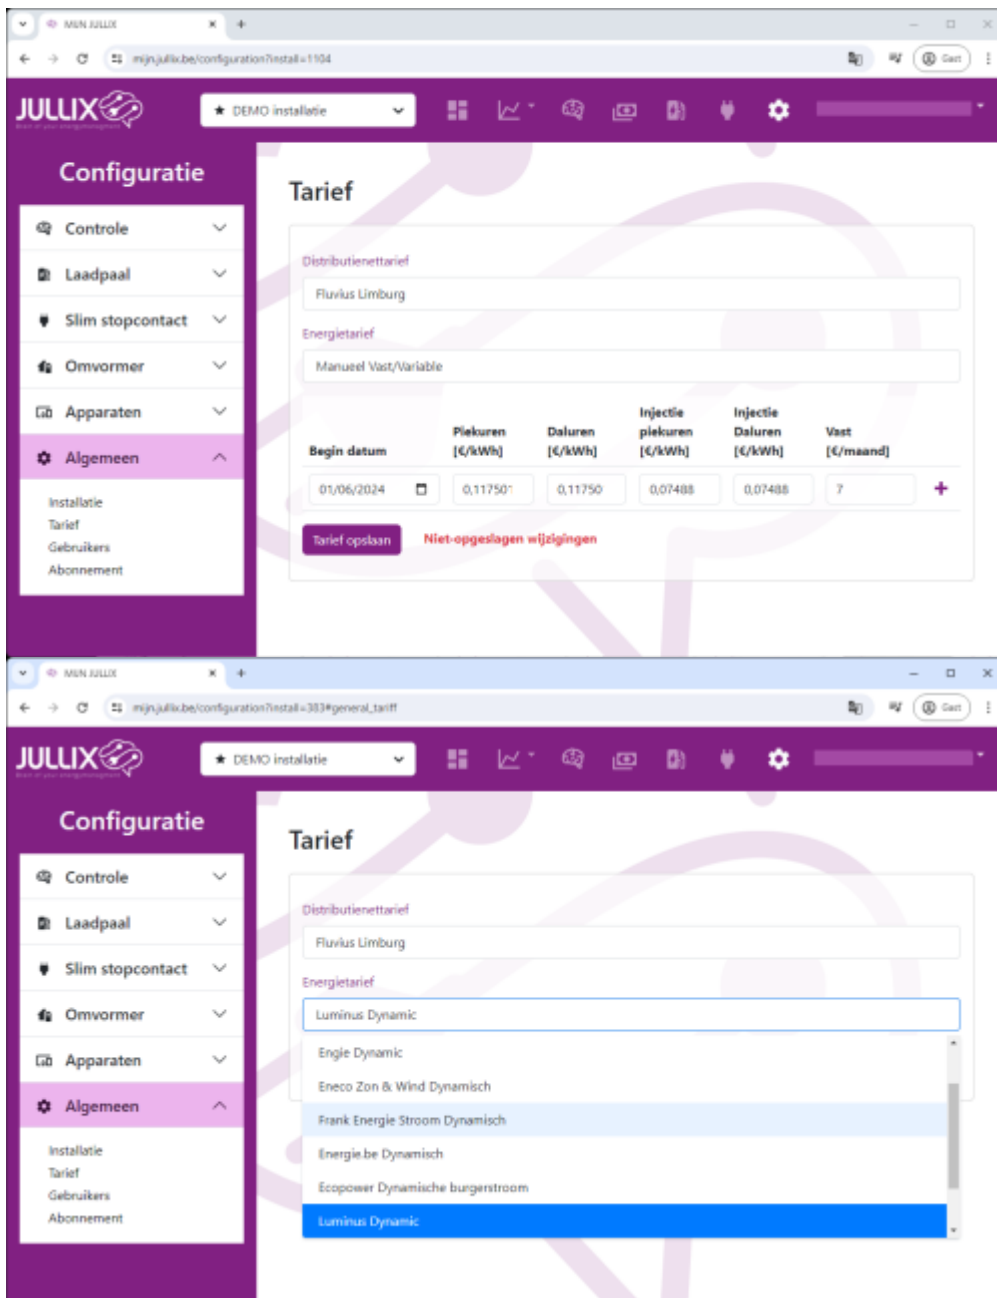 MIJN JULLIX
mijn.jullix.be/configuration?install=1104
Gast
JULLIX
DEMO installatie
Configuratie
Controle
Laadpaal
Slim stopcontact
Omvormer
Apparaten
Algemeen
Installatie
Tarief
Gebruikers
Abonnement
Tarief
Distributienettarief
Fluvius Limburg
Energietarief
Manueel Vast/Variable
Begin datum
Piekuren [€/kWh]
Daluren [€/kWh]
Injectie piekuren [€/kWh]
Injectie Daluren [€/kWh]
Vast [€/maand]
01/06/2024 0,117501 0,11750 0,07488 0,07488 7
Tarief opslaan
Niet-opgeslagen wijzigingen
MIJN JULLIX
mijn.jullix.be/configuration?install=383#general_tariff
Gast
JULLIX
DEMO installatie
Configuratie
Controle
Laadpaal
Slim stopcontact
Omvormer
Apparaten
Algemeen
Installatie
Tarief
Gebruikers
Abonnement
Tarief
Distributienettarief
Fluvius Limburg
Energietarief
Luminus Dynamic
Engie Dynamic
Eneco Zon & Wind Dynamisch
Frank Energie Stroom Dynamisch
Energie.be Dynamisch
Ecopower Dynamische burgerstroom
Luminus Dynamic